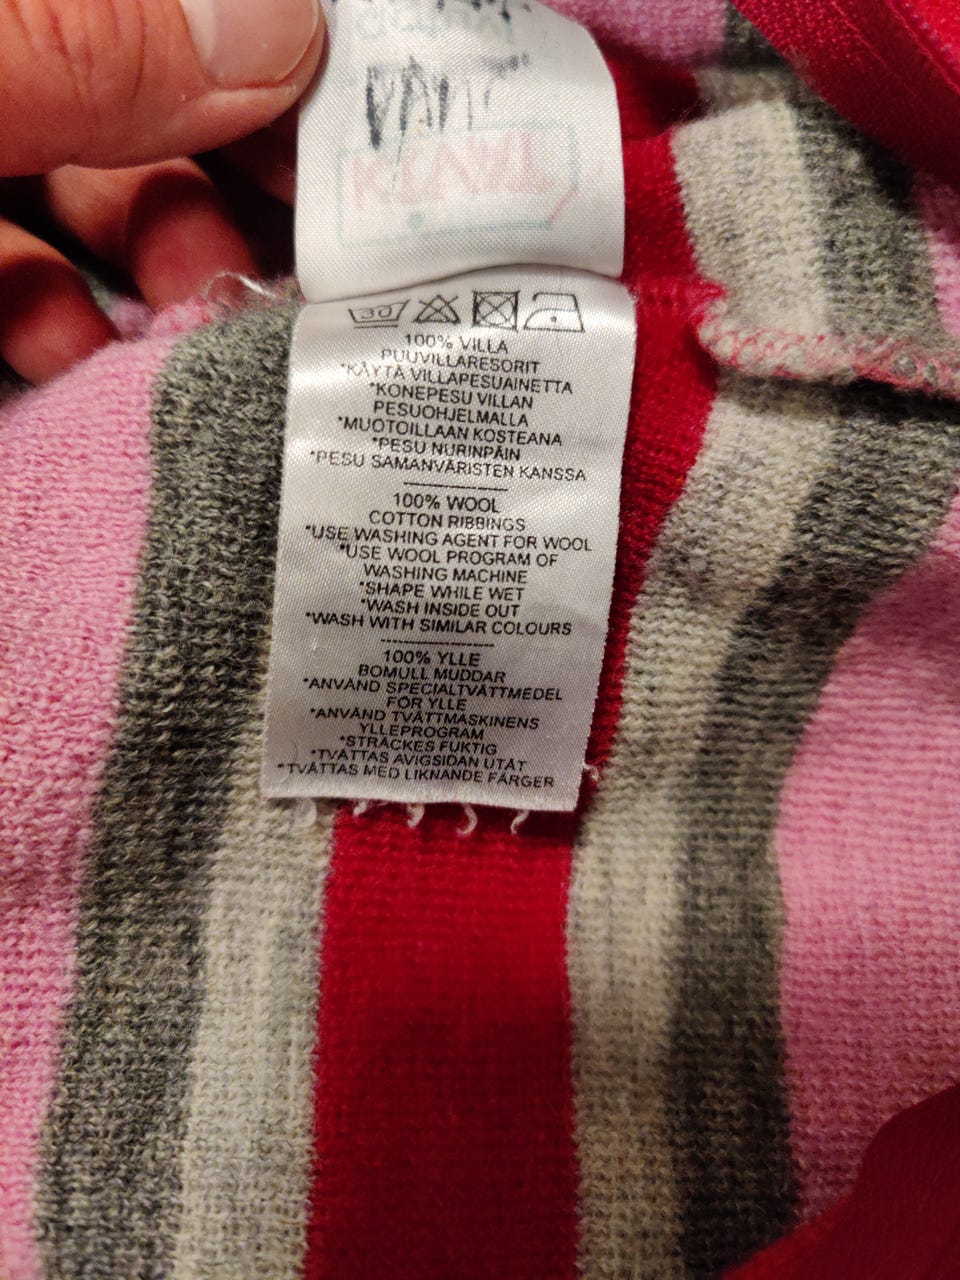 30
100% VILLA
PUUVILLARESORIT
*KÄYTÄ VILLAPESUAINETTA
*KONEPESU VILLAN
PESUOHJELMALLA
*MUOTOILLAAN KOSTEANA
*PESU NURINPÄIN
*PESU SAMANVÄRISTEN KANSSA
100% WOOL
COTTON RIBBINGS
*USE WASHING AGENT FOR WOOL
*USE WOOL PROGRAM OF
WASHING MACHINE
*SHAPE WHILE WET
*WASH INSIDE OUT
*WASH WITH SIMILAR COLOURS
100% YLLE
BOMULL MUDDAR
*ANVÄND SPECIALTVÄTTMEDEL
FÖR YLLE
*ANVÄND TVÄTTMASKINENS
YLLEPROGRAM
*STRÄCKES FUKTIG
*TVÄTTAS AVIGSIDAN UTÅT
*TVÄTTAS MED LIKNANDE FÄRGER